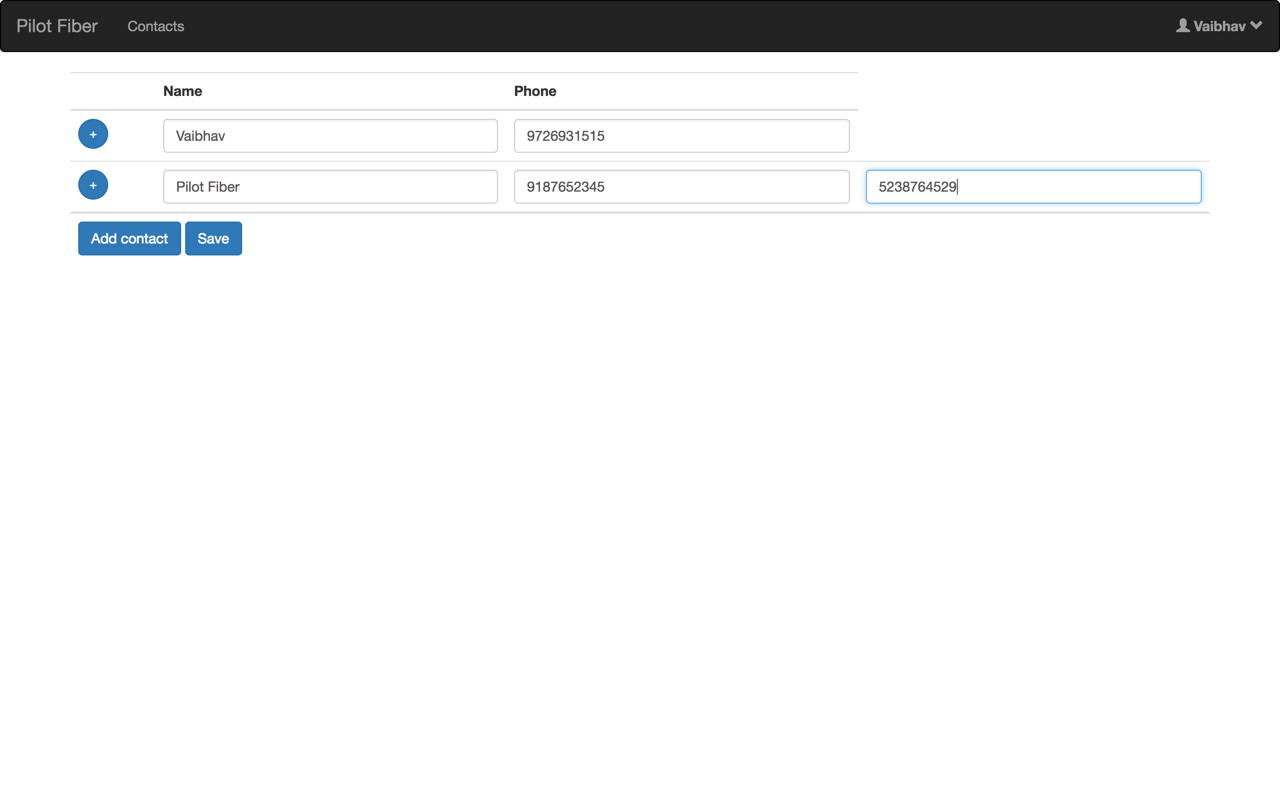 Pilot Fiber Contacts Vaibhav
Name Phone
+ Vaibhav 9726931515
+ Pilot Fiber 9187652345 5238764529
Add contact Save